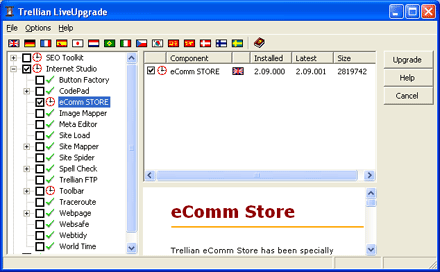 Trellian LiveUpgrade
File Options Help
SEO Toolkit
Internet Studio
Button Factory
CodePad
eComm STORE
Image Mapper
Meta Editor
Site Load
Site Mapper
Site Spider
Spell Check
Trellian FTP
Toolbar
Traceroute
Webpage
Websafe
Webtidy
World Time
Component Installed Latest Size
eComm STORE 2.09.000 2.09.001 2819742
eComm Store
Trellian eComm Store has been specially
Upgrade
Help
Cancel